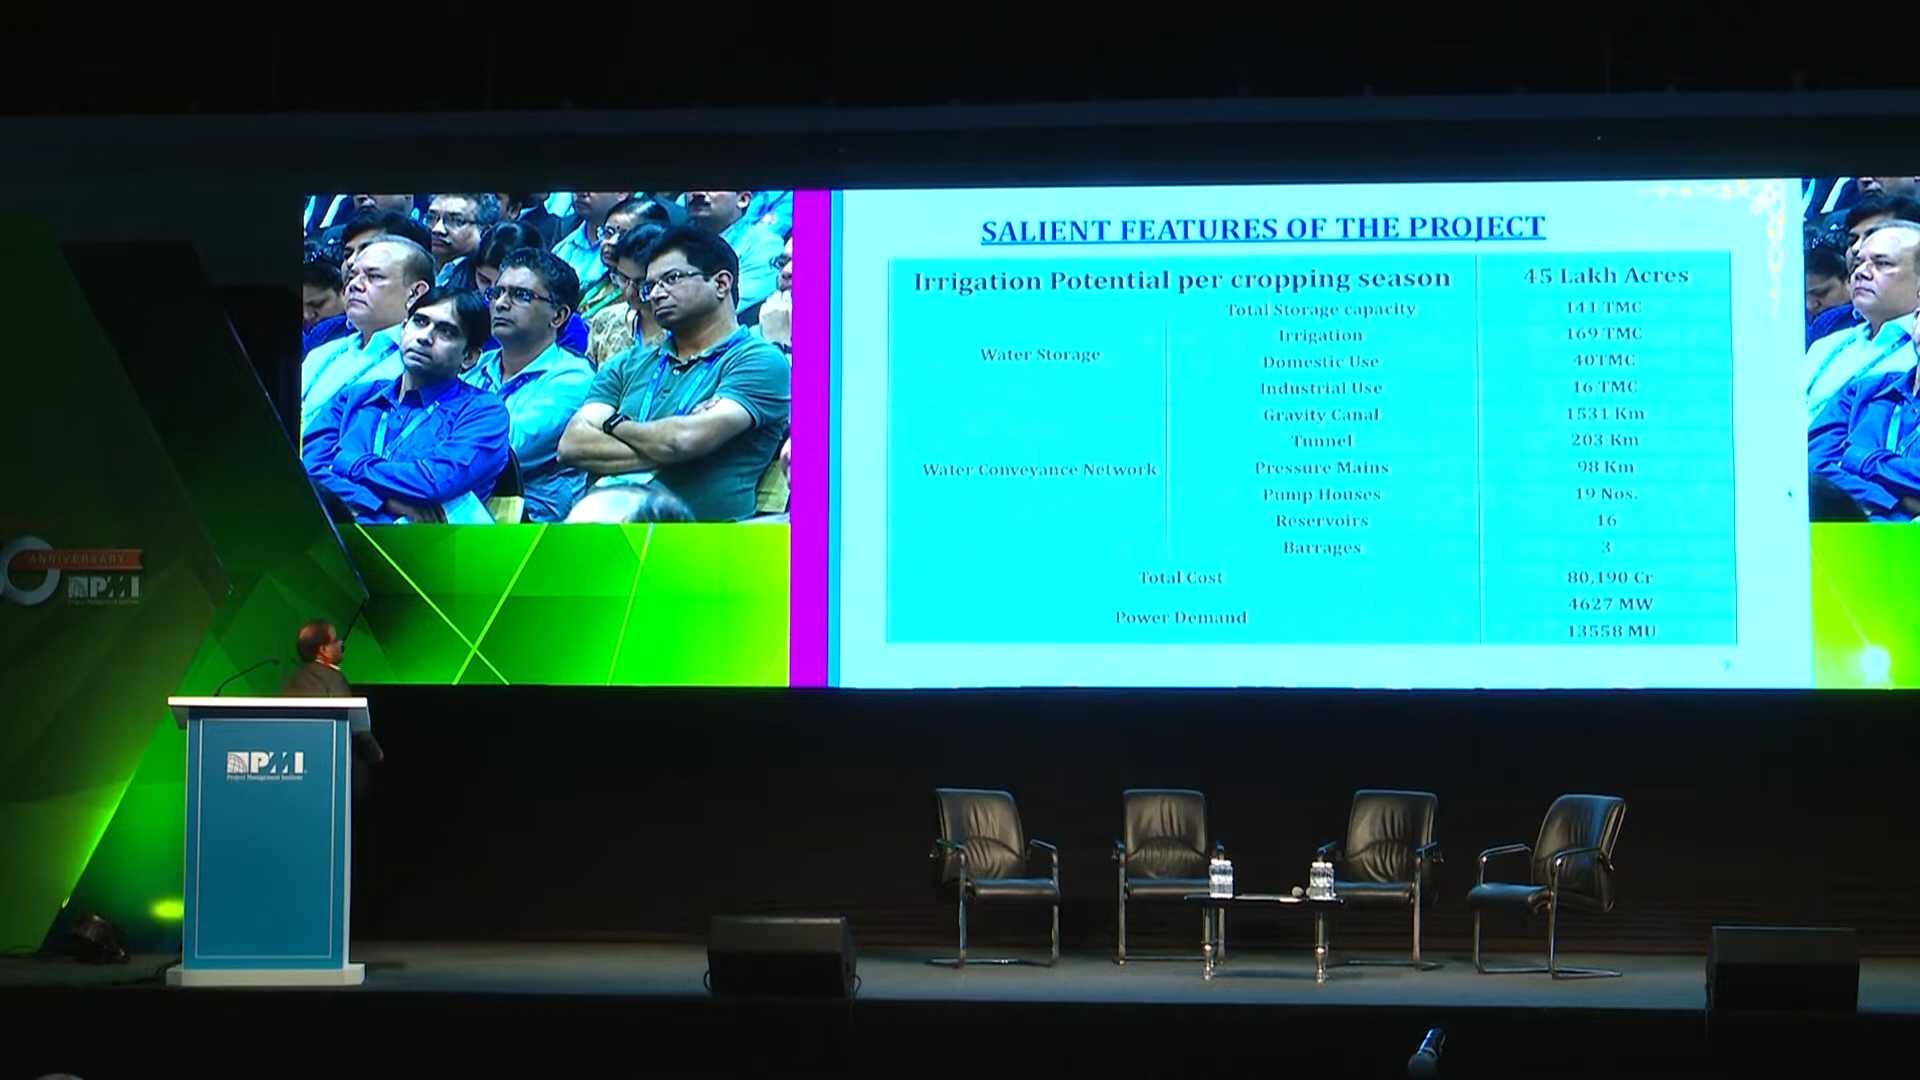 SALIENT FEATURES OF THE PROJECT
Irrigation Potential per cropping season 45 Lakh Acres
Water Storage
Total Storage capacity 141 TMC
Irrigation 169 TMC
Domestic Use 40TMC
Industrial Use 16 TMC
Water Conveyance Network
Gravity Canal 1531 Km
Tunnel 203 Km
Pressure Mains 98 Km
Pump Houses 19 Nos.
Reservoirs 16
Barrages 3
Total Cost 80,190 Cr
Power Demand 4627 MW
13558 MU
ANNIVERSARY
PMI
PMI
Project Management Institute